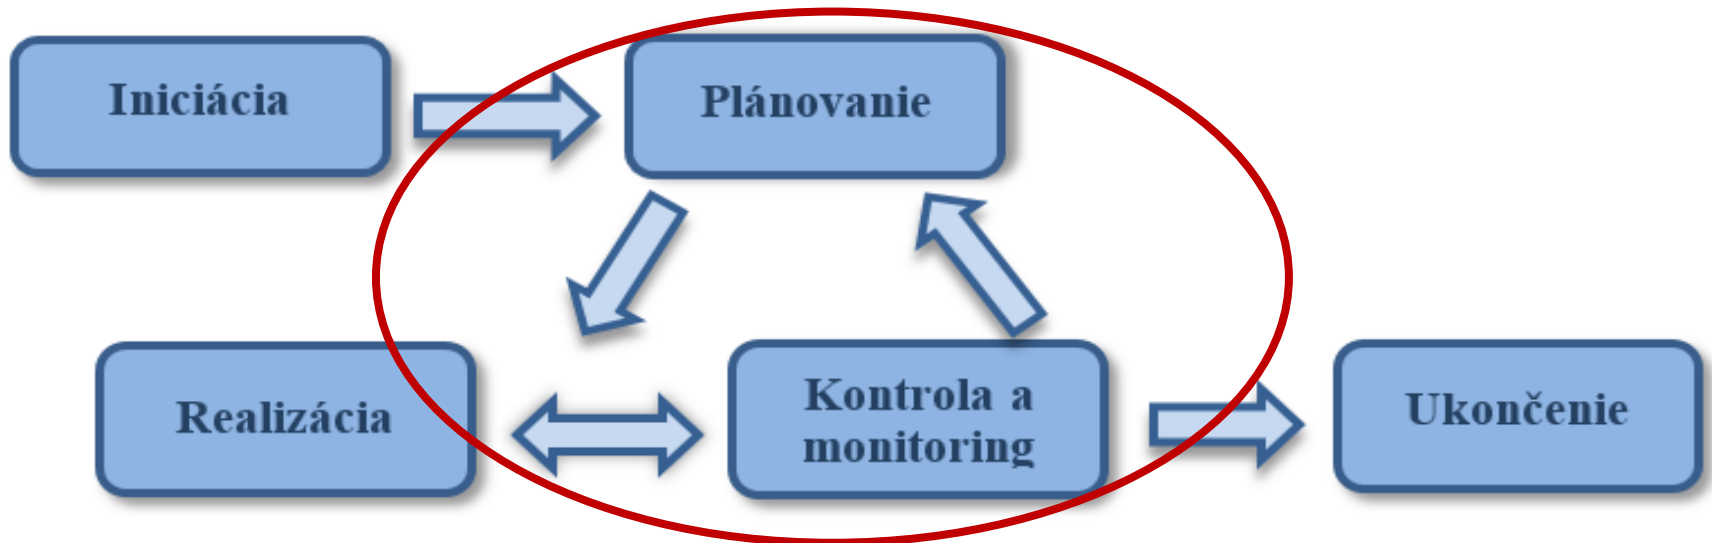 Iniciácia
Plánovanie
Realizácia
Kontrola a
monitoring
Ukončenie